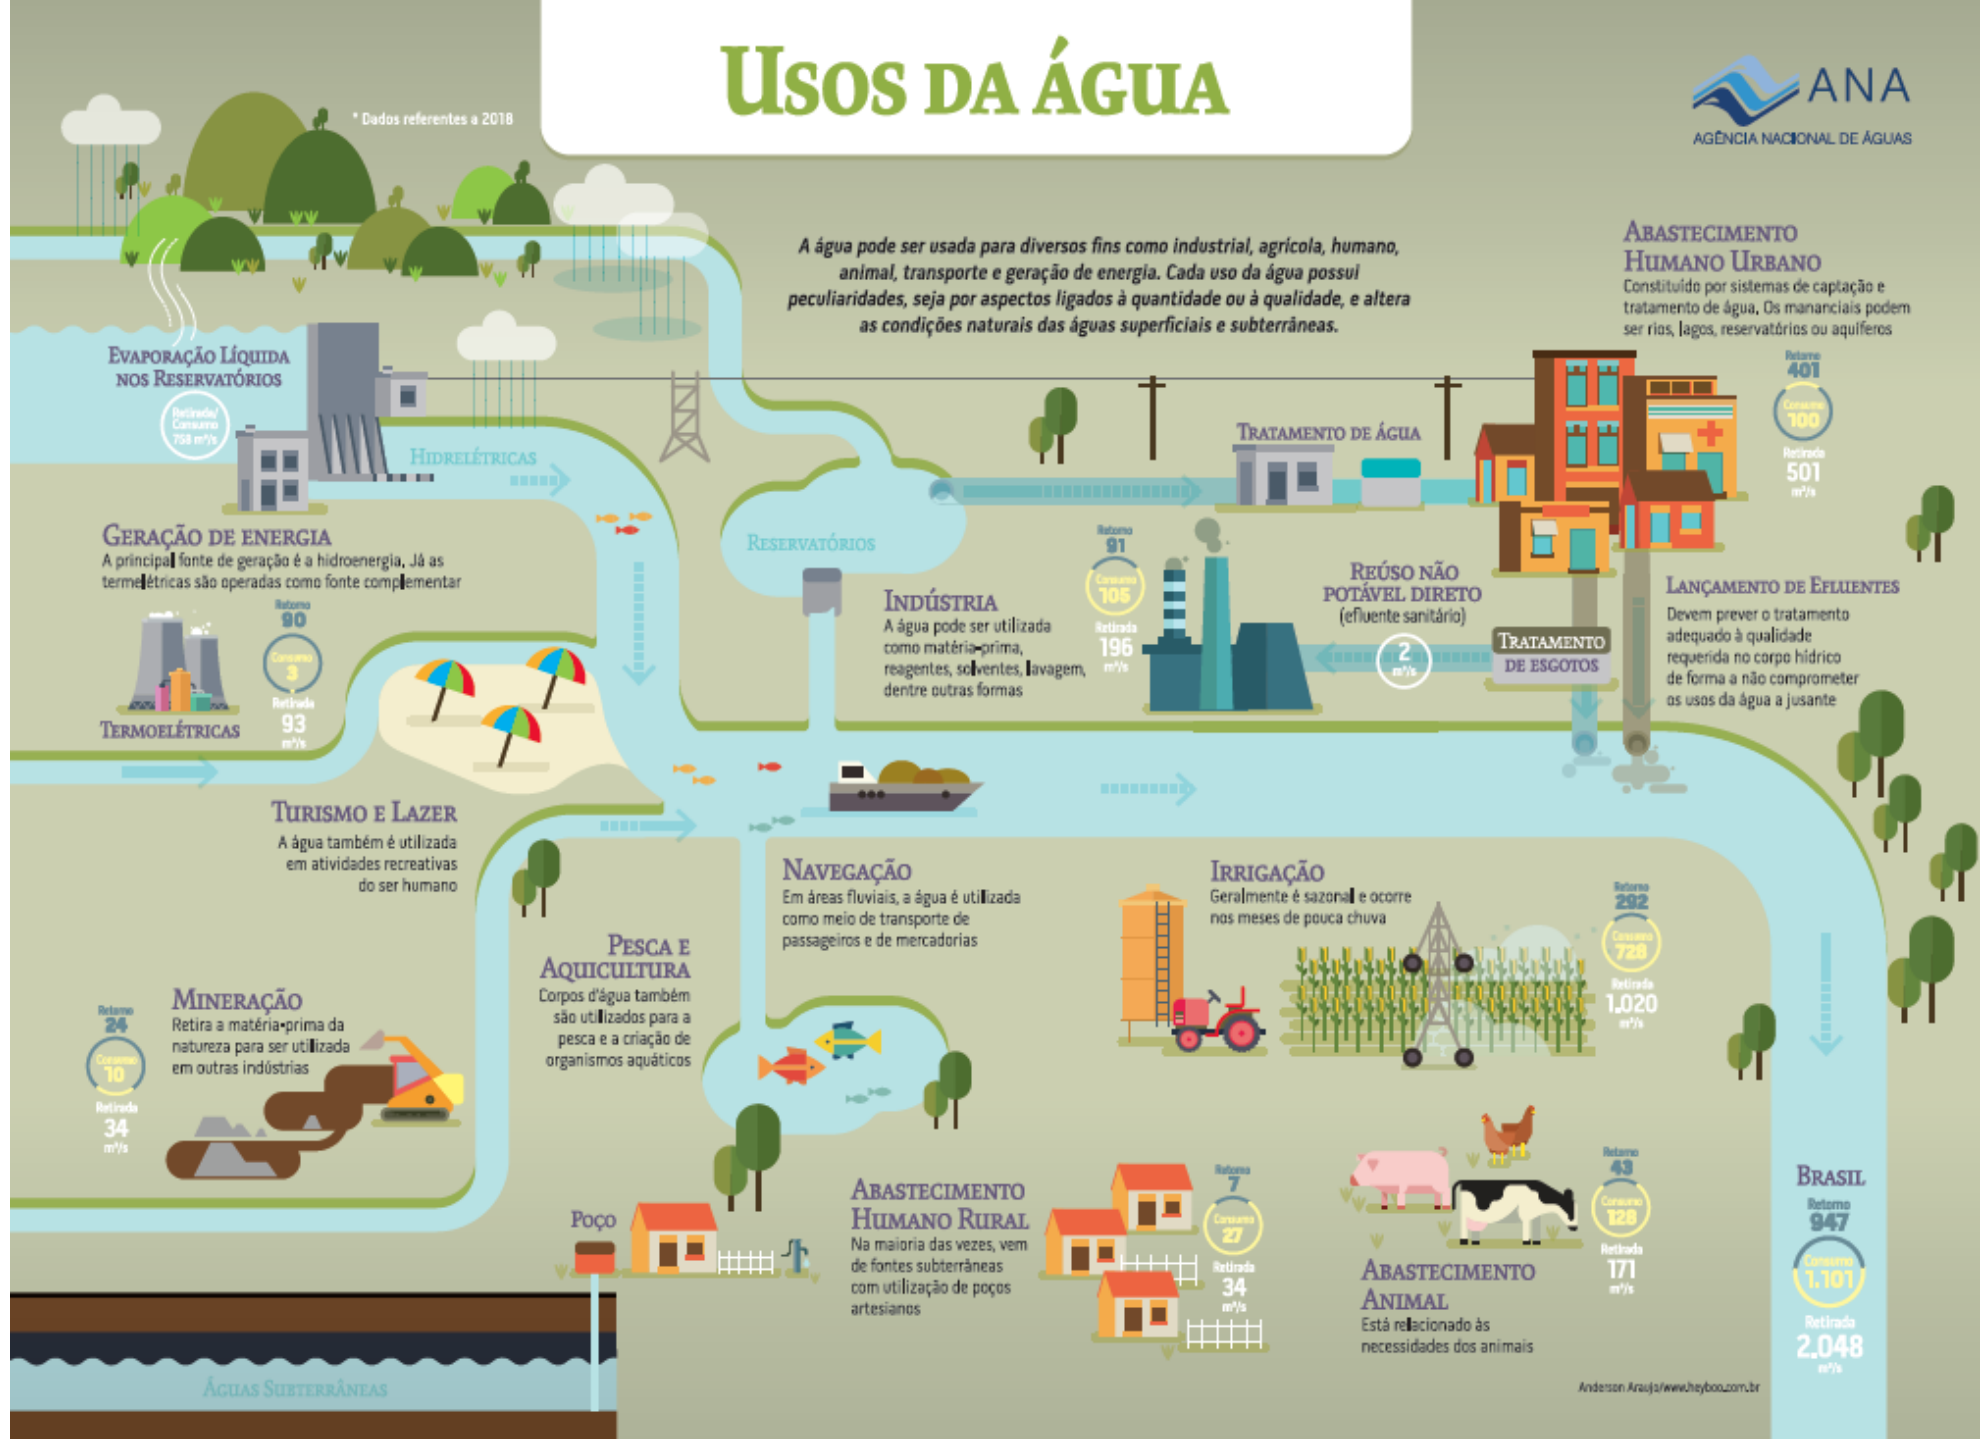 USOS DA ÁGUA
* Dados referentes a 2018
ANA
AGÊNCIA NACIONAL DE ÁGUAS
A água pode ser usada para diversos fins como industrial, agrícola, humano,
animal, transporte e geração de energia. Cada uso da água possui
peculiaridades, seja por aspectos ligados à quantidade ou à qualidade, e altera
as condições naturais das águas superficiais e subterrâneas.
ABASTECIMENTO
HUMANO URBANO
Constituído por sistemas de captação e
tratamento de água. Os mananciais podem
ser rios, lagos, reservatórios ou aquíferos
Retorno
401
Consumo
100
Retirada
501
m³/s
EVAPORAÇÃO LÍQUIDA
NOS RESERVATÓRIOS
Retirada/
Consumo
758 m³/s
HIDRELÉTRICAS
TRATAMENTO DE ÁGUA
GERAÇÃO DE ENERGIA
A principal fonte de geração é a hidroenergia. Já as
termelétricas são operadas como fonte complementar
Retorno
90
Consumo
3
Retirada
93
m³/s
TERMOELÉTRICAS
RESERVATÓRIOS
INDÚSTRIA
A água pode ser utilizada
como matéria-prima,
reagentes, solventes, lavagem,
dentre outras formas
Retorno
91
Consumo
105
Retirada
196
m³/s
REÚSO NÃO
POTÁVEL DIRETO
(efluente sanitário)
2
m³/s
TRATAMENTO
DE ESGOTOS
LANÇAMENTO DE EFLUENTES
Devem prever o tratamento
adequado à qualidade
requerida no corpo hídrico
de forma a não comprometer
os usos da água a jusante
TURISMO E LAZER
A água também é utilizada
em atividades recreativas
do ser humano
NAVEGAÇÃO
Em áreas fluviais, a água é utilizada
como meio de transporte de
passageiros e de mercadorias
IRRIGAÇÃO
Geralmente é sazonal e ocorre
nos meses de pouca chuva
Retorno
292
Consumo
728
Retirada
1.020
m³/s
PESCA E
AQUICULTURA
Corpos d'água também
são utilizados para a
pesca e a criação de
organismos aquáticos
MINERAÇÃO
Retira a matéria-prima da
natureza para ser utilizada
em outras indústrias
Retorno
24
Consumo
10
Retirada
34
m³/s
POÇO
ABASTECIMENTO
HUMANO RURAL
Na maioria das vezes, vem
de fontes subterrâneas
com utilização de poços
artesianos
Retorno
7
Consumo
27
Retirada
34
m³/s
ABASTECIMENTO
ANIMAL
Está relacionado às
necessidades dos animais
Retorno
43
Consumo
128
Retirada
171
m³/s
BRASIL
Retorno
947
Consumo
1.101
Retirada
2.048
m³/s
ÁGUAS SUBTERRÂNEAS
Anderson Araujo/www.heyboo.com.br